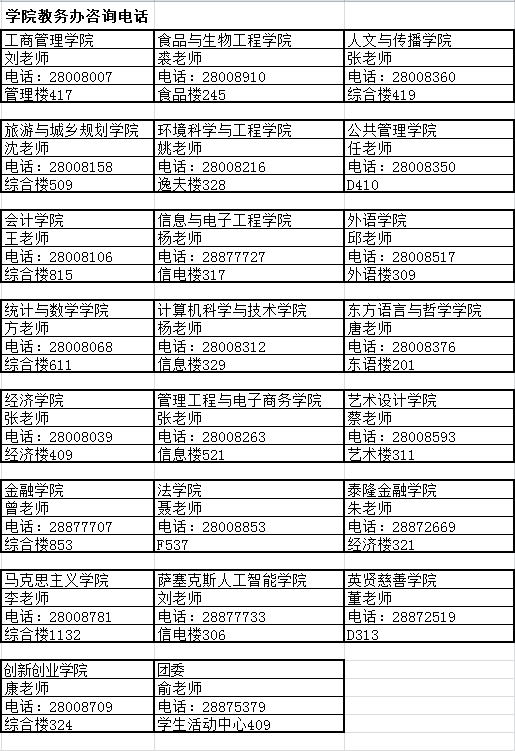 学院教务办咨询电话
工商管理学院 食品与生物工程学院 人文与传播学院
刘老师 裘老师 张老师
电话：28008007 电话：28008910 电话：28008360
管理楼417 食品楼245 综合楼419
旅游与城乡规划学院 环境科学与工程学院 公共管理学院
沈老师 姚老师 任老师
电话：28008158 电话：28008216 电话：28008350
综合楼509 逸夫楼328 D410
会计学院 信息与电子工程学院 外语学院
王老师 杨老师 邱老师
电话：28008106 电话：28877727 电话：28008517
综合楼815 信电楼317 外语楼309
统计与数学学院 计算机科学与技术学院 东方语言与哲学学院
方老师 杨老师 唐老师
电话：28008068 电话：28008312 电话：28008376
综合楼611 信息楼329 东语楼201
经济学院 管理工程与电子商务学院 艺术设计学院
张老师 张老师 蔡老师
电话：28008039 电话：28008263 电话：28008593
经济楼409 信息楼521 艺术楼311
金融学院 法学院 泰隆金融学院
曾老师 聂老师 朱老师
电话：28877707 电话：28008853 电话：28872669
综合楼853 F537 经济楼321
马克思主义学院 萨塞克斯人工智能学院 英贤慈善学院
李老师 刘老师 董老师
电话：28008781 电话：28877733 电话：28872519
综合楼1132 信电楼306 D313
创新创业学院 团委
康老师 俞老师
电话：28008709 电话：28875379
综合楼324 学生活动中心409